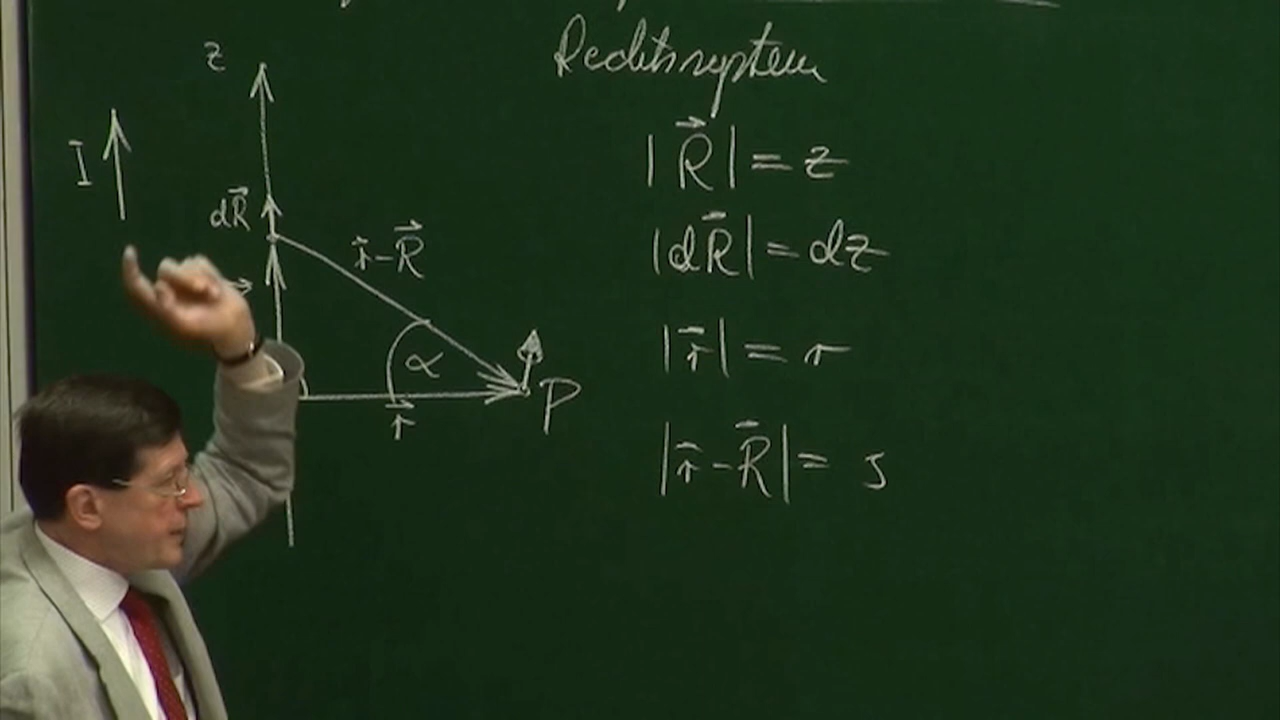 Rechtssystem
z
I
|R⃗| = z
dR⃗
r⃗-R⃗
|dR⃗| = dz
|r⃗| = r
α
P
r⃗
|r⃗-R⃗| = s